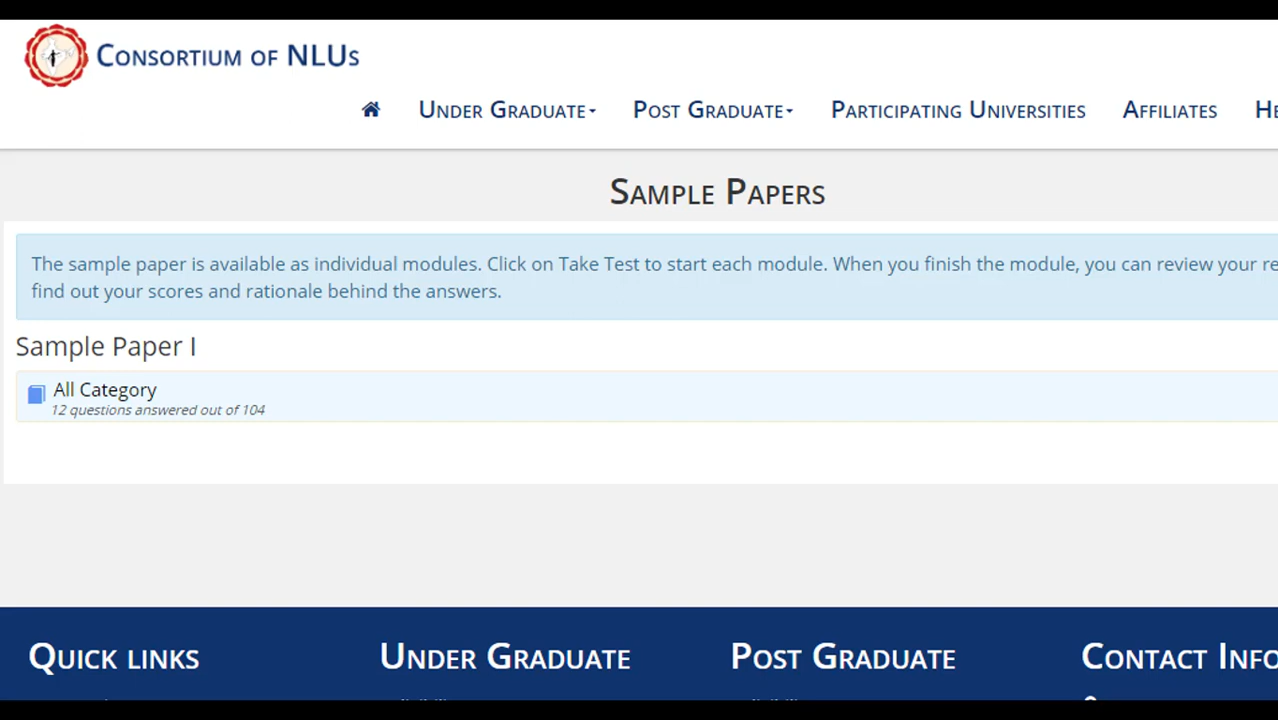 Consortium of NLUs
Under Graduate
Post Graduate
Participating Universities
Affiliates
Sample Papers
The sample paper is available as individual modules. Click on Take Test to start each module. When you finish the module, you can review your
find out your scores and rationale behind the answers.
Sample Paper I
All Category
12 questions answered out of 104
Quick links
Under Graduate
Post Graduate
Contact Info